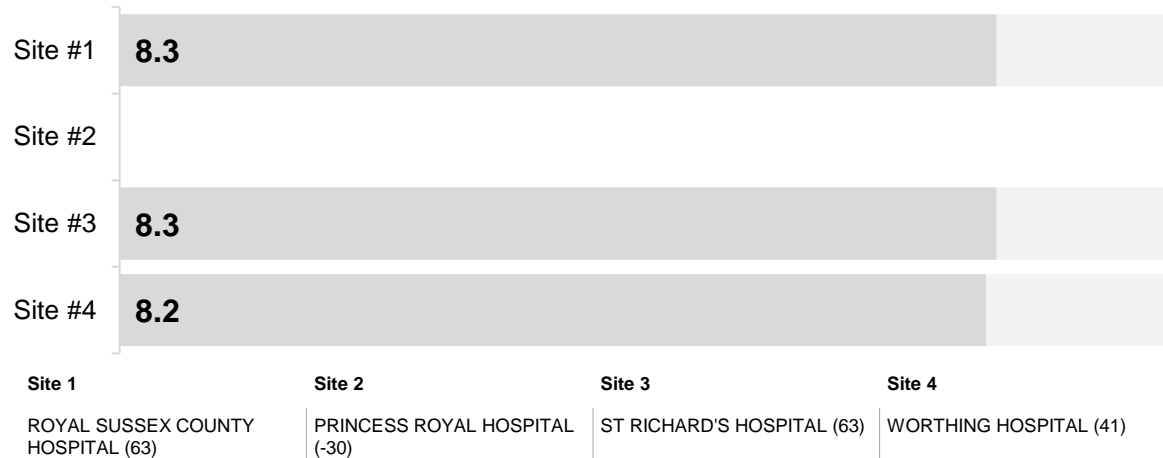 Site #1 8.3
Site #2
Site #3 8.3
Site #4 8.2
Site 1 Site 2 Site 3 Site 4
ROYAL SUSSEX COUNTY
HOSPITAL (63)
PRINCESS ROYAL HOSPITAL
(-30)
ST RICHARD'S HOSPITAL (63)
WORTHING HOSPITAL (41)